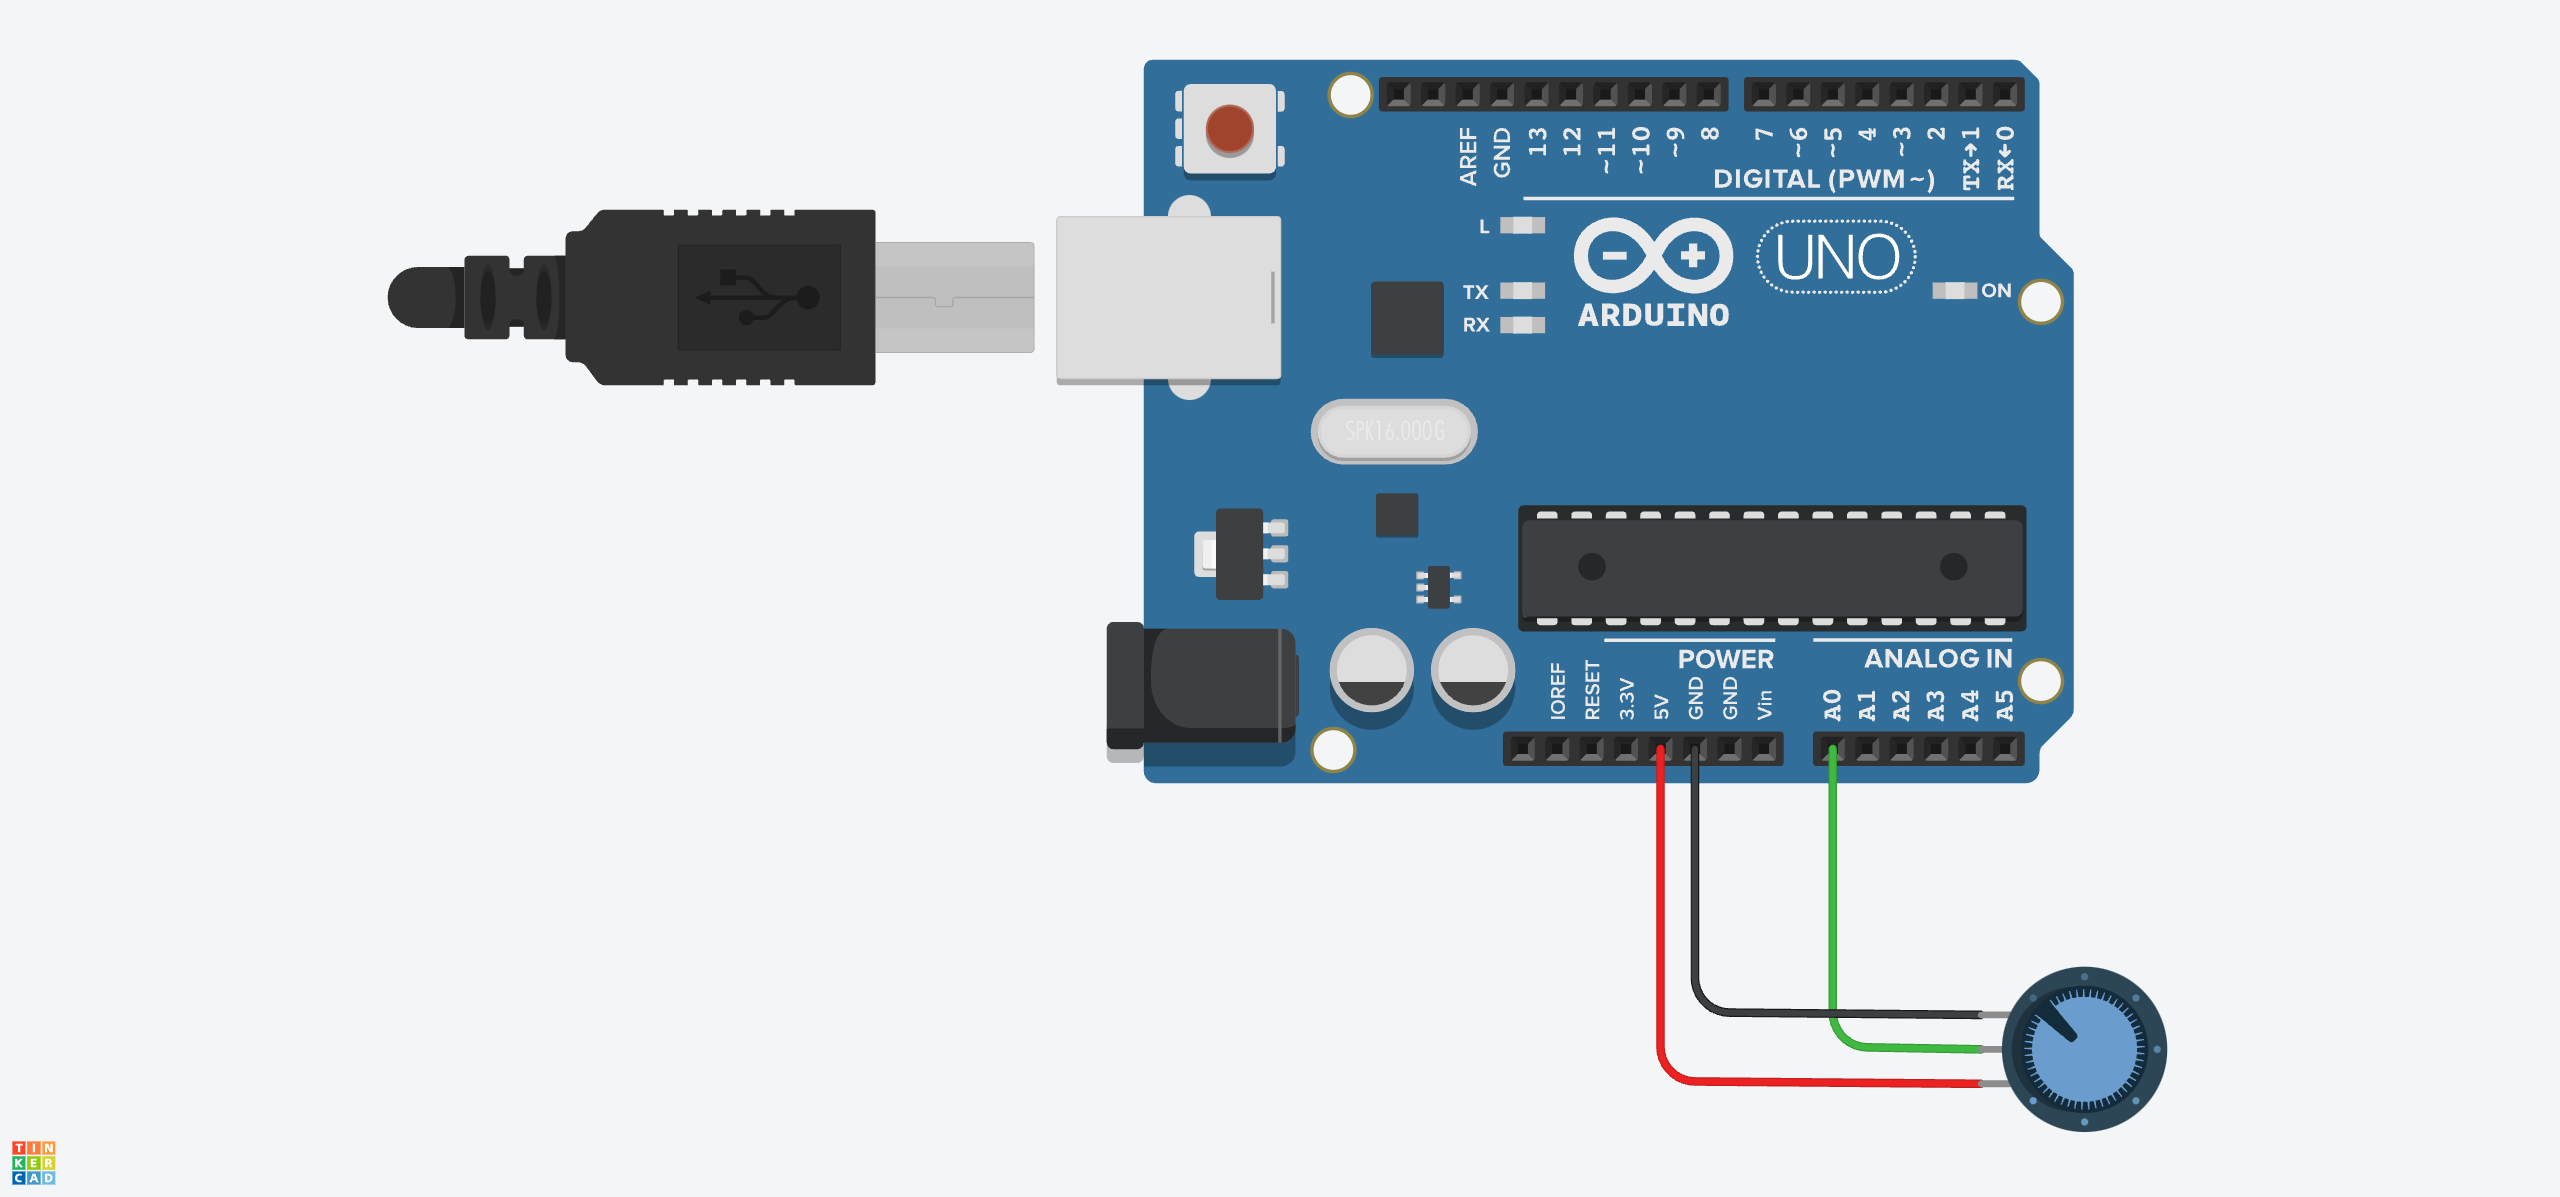 AREF
GND
13
12
~11
~10
~9
8
7
~6
~5
4
~3
2
TX→1
RX←0
DIGITAL (PWM~)
L
TX
RX
ARDUINO
UNO
ON
SPK16.000G
POWER
ANALOG IN
IOREF
RESET
3.3V
5V
GND
GND
Vin
A0
A1
A2
A3
A4
A5
TIN
KER
CAD